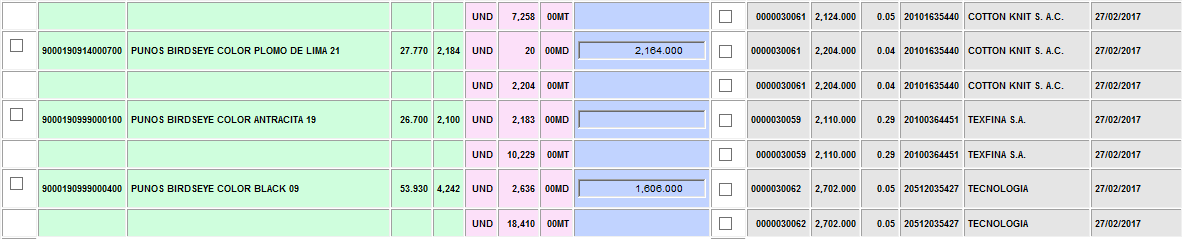 UND 7,258 00MT 0000030061 2,124.000 0.05 20101635440 COTTON KNIT S. A.C. 27/02/2017
9000190914000700 PUNOS BIRDSEYE COLOR PLOMO DE LIMA 21 27.770 2,184 UND 20 00MD 2,164.000 0000030061 2,204.000 0.04 20101635440 COTTON KNIT S. A.C. 27/02/2017
UND 2,204 00MT 0000030061 2,204.000 0.04 20101635440 COTTON KNIT S. A.C. 27/02/2017
9000190999000100 PUNOS BIRDSEYE COLOR ANTRACITA 19 26.700 2,100 UND 2,183 00MD 0000030059 2,110.000 0.29 20100364451 TEXFINA S.A. 27/02/2017
UND 10,229 00MT 0000030059 2,110.000 0.29 20100364451 TEXFINA S.A. 27/02/2017
9000190999000400 PUNOS BIRDSEYE COLOR BLACK 09 53.930 4,242 UND 2,636 00MD 1,606.000 0000030062 2,702.000 0.05 20512035427 TECNOLOGIA 27/02/2017
UND 18,410 00MT 0000030062 2,702.000 0.05 20512035427 TECNOLOGIA 27/02/2017